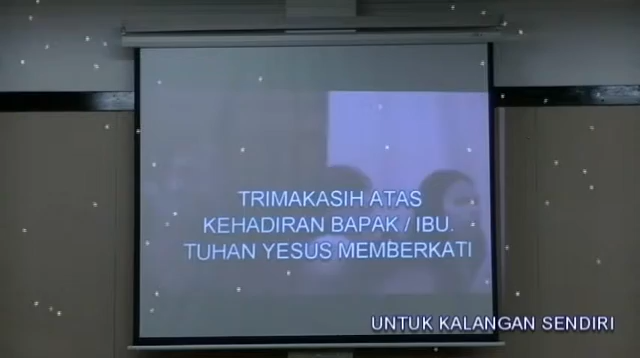 TRIMAKASIH ATAS
KEHADIRAN BAPAK / IBU.
TUHAN YESUS MEMBERKATI
UNTUK KALANGAN SENDIRI